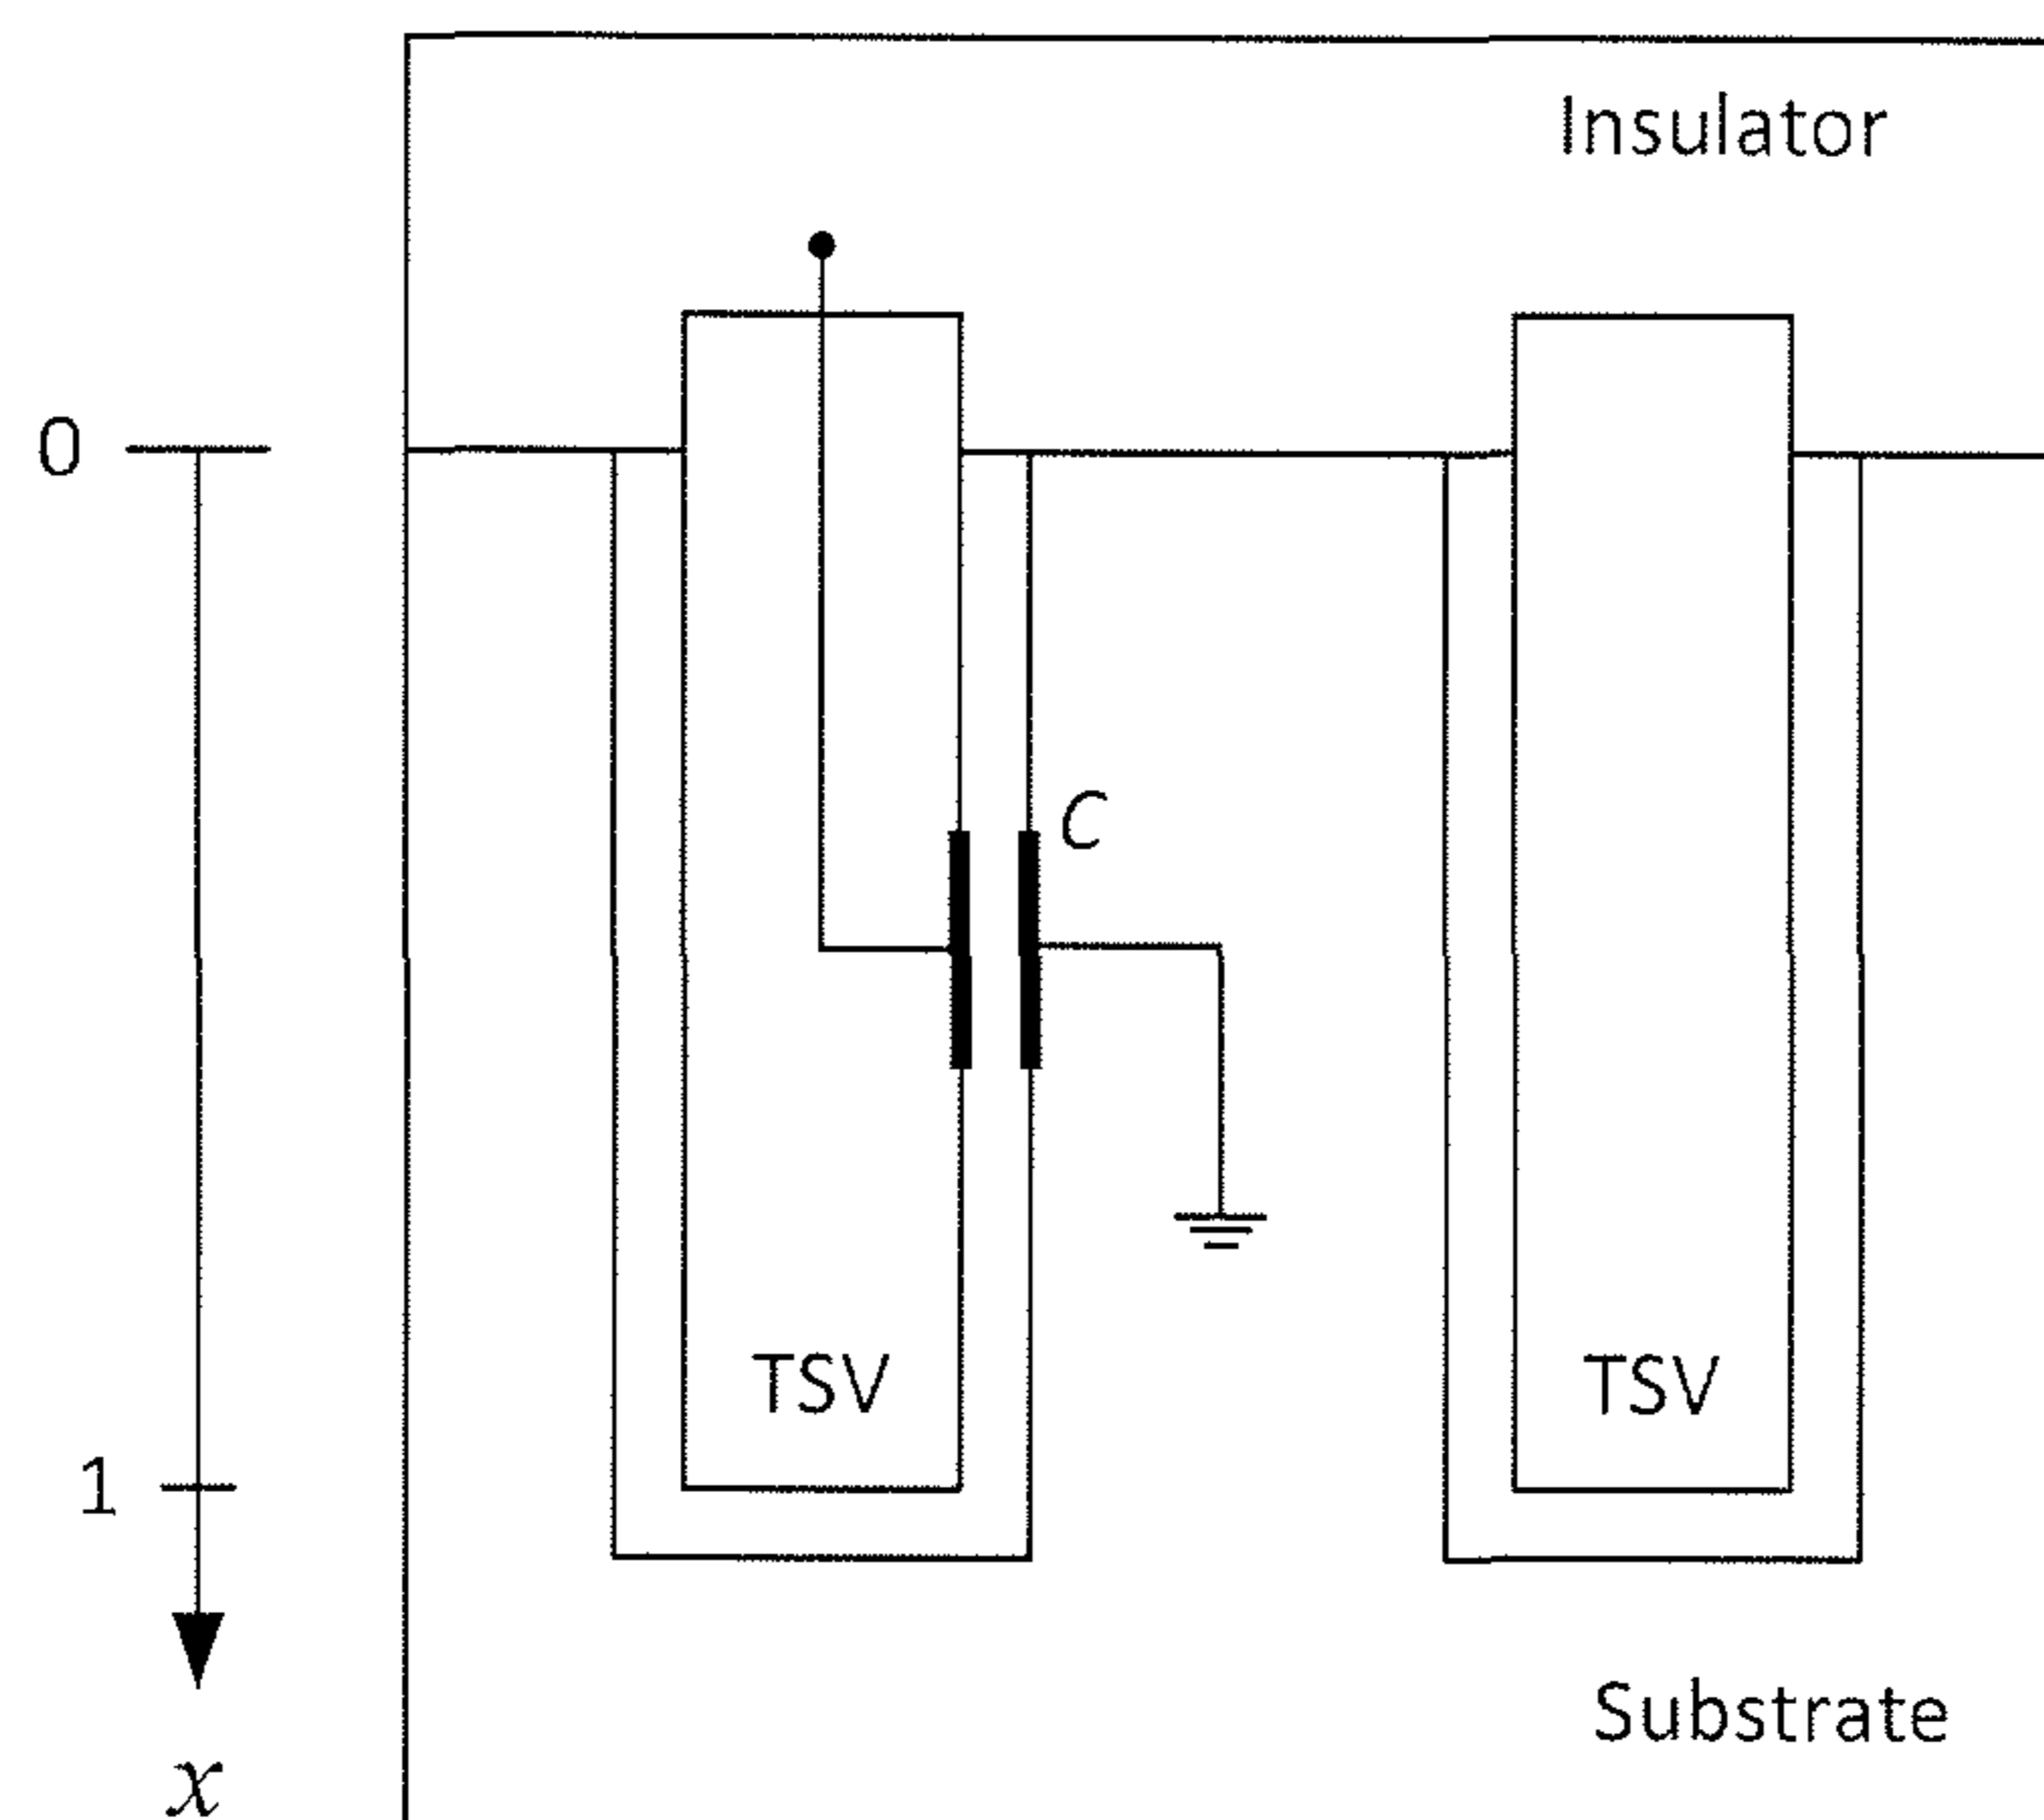 Insulator
0
C
TSV
TSV
1
Substrate
x